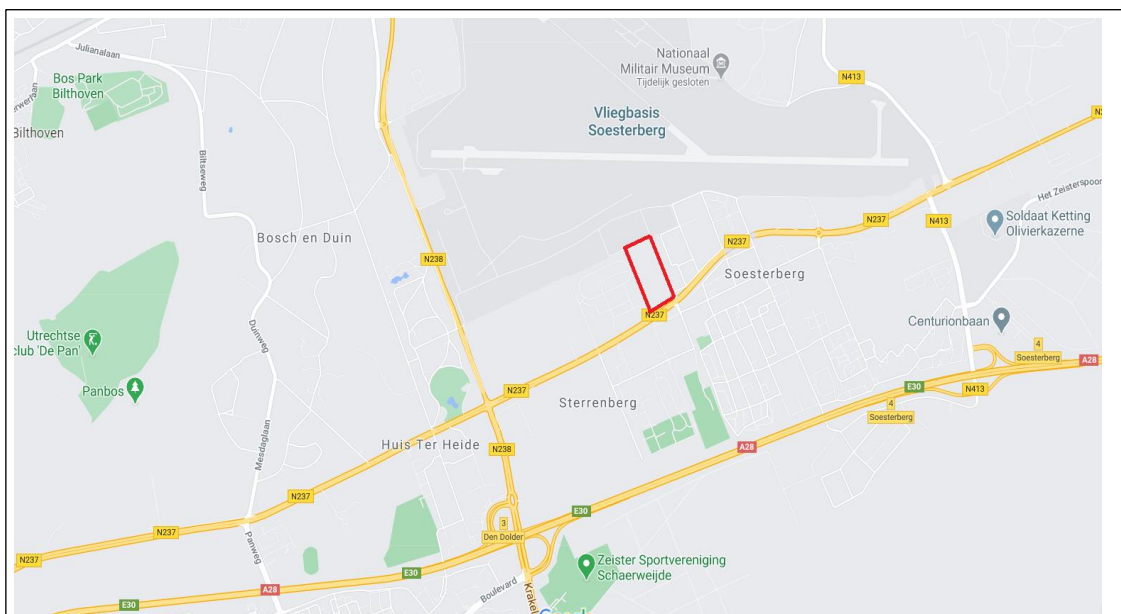 Julianalaan
Bos Park
Bilthoven
Bilthoven
Biltseweg
Nationaal
Militair Museum
Tijdelijk gesloten
Vliegbasis
Soesterberg
N413
Het Zeisterspoor
N237
N413
N237
Soldaat Ketting
Olivierkazerne
Bosch en Duin
N238
N237
Soesterberg
N237
Centurionbaan
Duinweg
Utrechtse
club 'De Pan'
Panbos
4
Soesterberg
A28
E30
N413
4
Soesterberg
N237
Sterrenberg
Mesdaglaan
Huis Ter Heide
N238
A28
N237
E30
3
Den Dolder
N237
N237
Panweg
E30
A28
E30
Boulevard
Zeister Sportvereniging
Schaerweijde